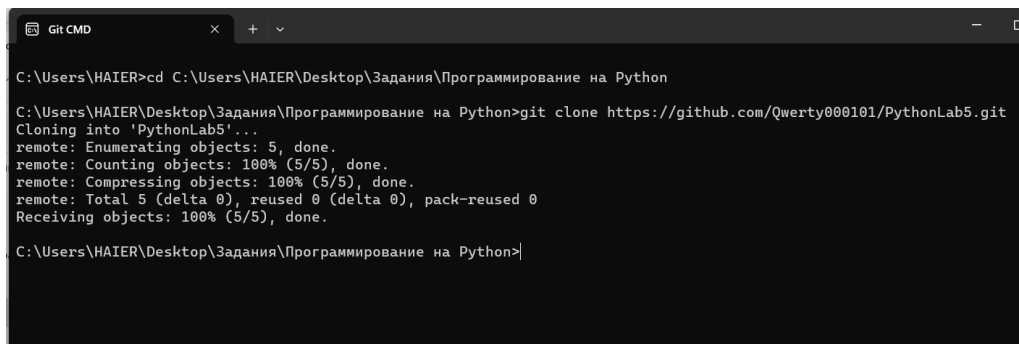 Git CMD
C:\Users\HAIER>cd C:\Users\HAIER\Desktop\Задания\Программирование на Python
C:\Users\HAIER\Desktop\Задания\Программирование на Python>git clone https://github.com/Qwerty000101/PythonLab5.git
Cloning into 'PythonLab5'...
remote: Enumerating objects: 5, done.
remote: Counting objects: 100% (5/5), done.
remote: Compressing objects: 100% (5/5), done.
remote: Total 5 (delta 0), reused 0 (delta 0), pack-reused 0
Receiving objects: 100% (5/5), done.
C:\Users\HAIER\Desktop\Задания\Программирование на Python>